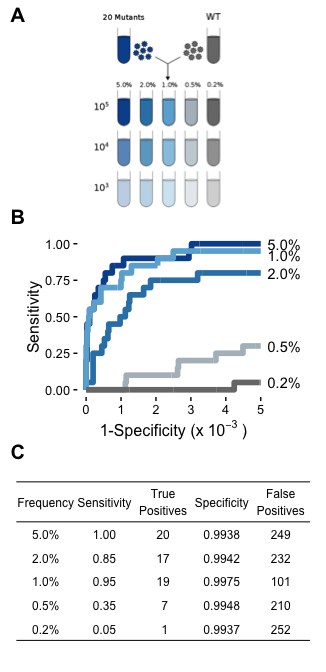 A
20 Mutants WT
5.0% 2.0% 1.0% 0.5% 0.2%
10⁵
10⁴
10³
B
1.00
0.75
0.50
0.25
0.00
Sensitivity
5.0%
1.0%
2.0%
0.5%
0.2%
0 1 2 3 4 5
1-Specificity (x 10⁻³ )
C
Frequency Sensitivity True Positives Specificity False Positives
5.0% 1.00 20 0.9938 249
2.0% 0.85 17 0.9942 232
1.0% 0.95 19 0.9975 101
0.5% 0.35 7 0.9948 210
0.2% 0.05 1 0.9937 252